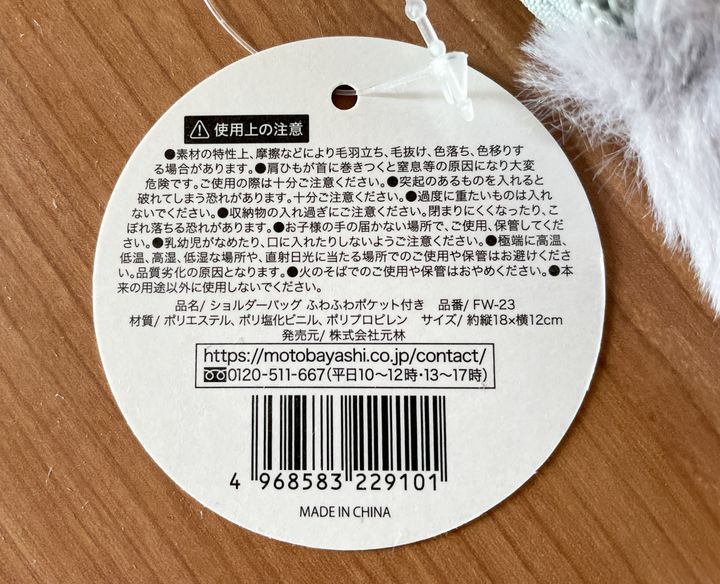 ⚠使用上の注意
●素材の特性上、摩擦などにより毛羽立ち、毛抜け、色落ち、色移りす
る場合があります。●肩ひもが首に巻きつくと窒息等の原因になり大変
危険です。ご使用の際は十分ご注意ください。●突起のあるものを入れると
破れてしまう恐れがあります。十分ご注意ください。●過度に重たいものは入れ
ないでください。●収納物の入れ過ぎにご注意ください。閉まりにくくなったり、こ
ぼれ落ちる恐れがあります。●お子様の手の届かない場所で、ご使用、保管してくだ
さい。●乳幼児がなめたり、口に入れたりしないようご注意ください。●極端に高温、
低温、高湿、低湿な場所や、直射日光に当たる場所でのご使用や保管はお避けくださ
い。品質劣化の原因となります。●火のそばでのご使用や保管はおやめください。●本
来の用途以外に使用しないでください。
品名/ ショルダーバッグ ふわふわポケット付き 品番/ FW-23
材質/ ポリエステル、ポリ塩化ビニル、ポリプロピレン サイズ/ 約縦18×横12cm
発売元/ 株式会社元林
https://motobayashi.co.jp/contact/
0120-511-667(平日10〜12時・13〜17時)
4 968583 229101
MADE IN CHINA